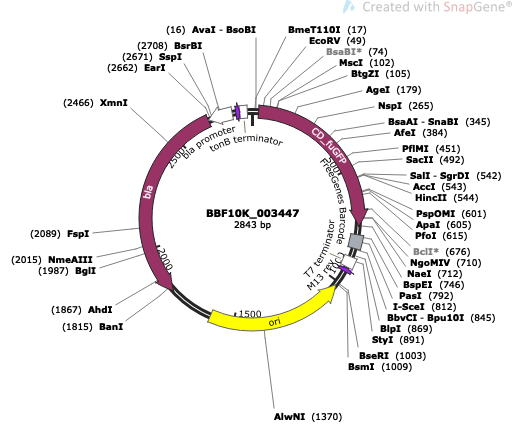 Created with SnapGene®
(16) AvaI - BsoBI
BmeT110I (17)
EcoRV (49)
BsaBI* (74)
MscI (102)
BtgZI (105)
AgeI (179)
NspI (265)
BsaAI - SnaBI (345)
AfeI (384)
PflMI (451)
SacII (492)
SalI - SgrDI (542)
AccI (543)
HincII (544)
PspOMI (601)
ApaI (605)
PfoI (615)
BclI* (676)
NgoMIV (710)
NaeI (712)
BspEI (746)
PasI (792)
I-SceI (812)
BbvCI - Bpu10I (845)
BlpI (869)
StyI (891)
BseRI (1003)
BsmI (1009)
AlwNI (1370)
(1815) BanI
(1867) AhdI
(1987) BglI
(2015) NmeAIII
(2089) FspI
(2466) XmnI
(2662) EarI
(2671) SspI
(2708) BsrBI
bla promoter
tonB terminator
CD_fuGFP
FreeGenes Barcode
T7 terminator
M13 rev
ori
bla
500
1500
2000
2500
BBF10K_003447
2843 bp